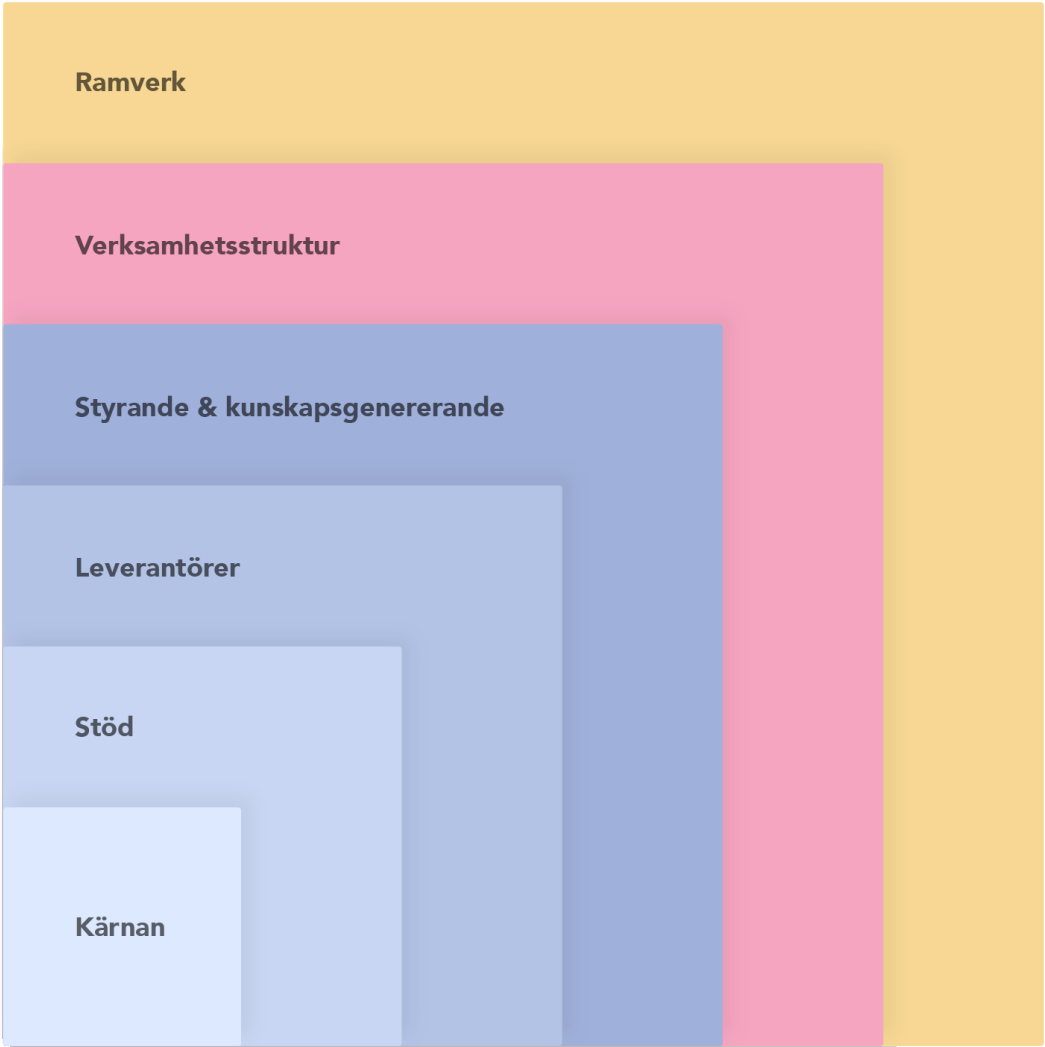 Ramverk
Verksamhetsstruktur
Styrande & kunskapsgenererande
Leverantörer
Stöd
Kärnan